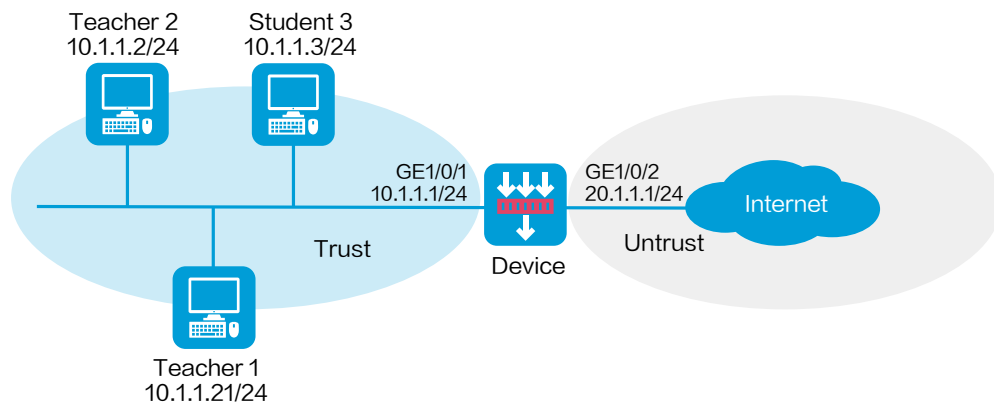 Teacher 2
10.1.1.2/24
Student 3
10.1.1.3/24
GE1/0/1
10.1.1.1/24
GE1/0/2
20.1.1.1/24
Internet
Trust
Untrust
Device
Teacher 1
10.1.1.21/24